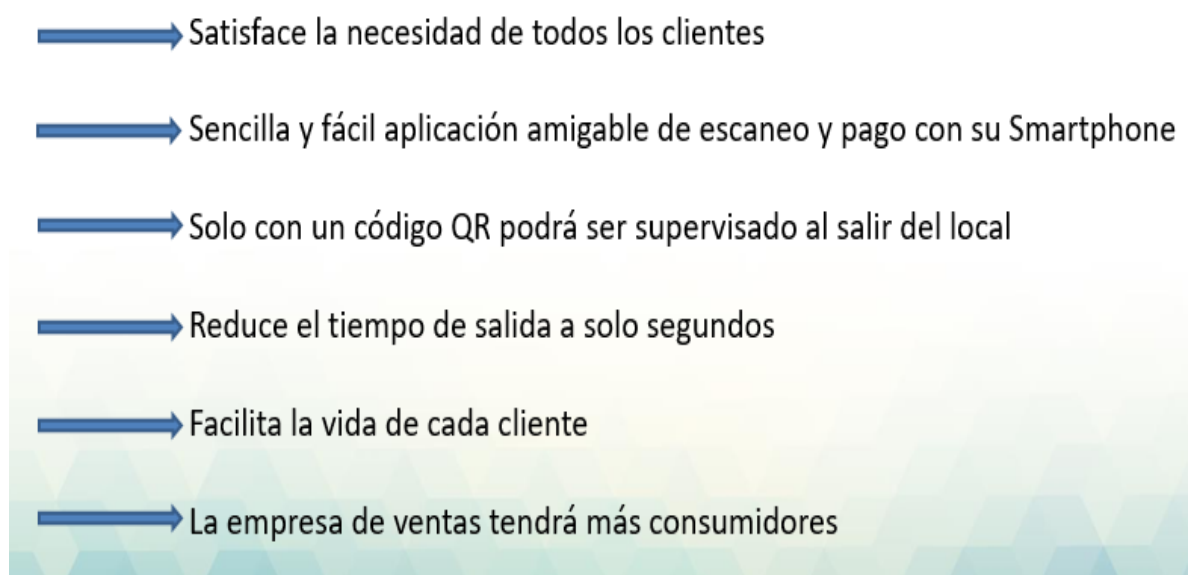 Satisface la necesidad de todos los clientes
Sencilla y fácil aplicación amigable de escaneo y pago con su Smartphone
Solo con un código QR podrá ser supervisado al salir del local
Reduce el tiempo de salida a solo segundos
Facilita la vida de cada cliente
La empresa de ventas tendrá más consumidores